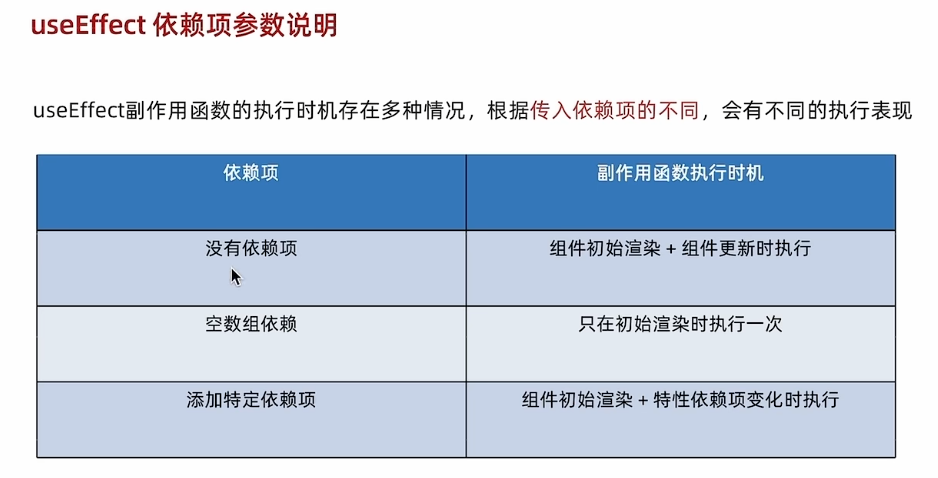 useEffect 依赖项参数说明
useEffect副作用函数的执行时机存在多种情况，根据传入依赖项的不同，会有不同的执行表现
依赖项 副作用函数执行时机
没有依赖项 组件初始渲染 + 组件更新时执行
空数组依赖 只在初始渲染时执行一次
添加特定依赖项 组件初始渲染 + 特性依赖项变化时执行